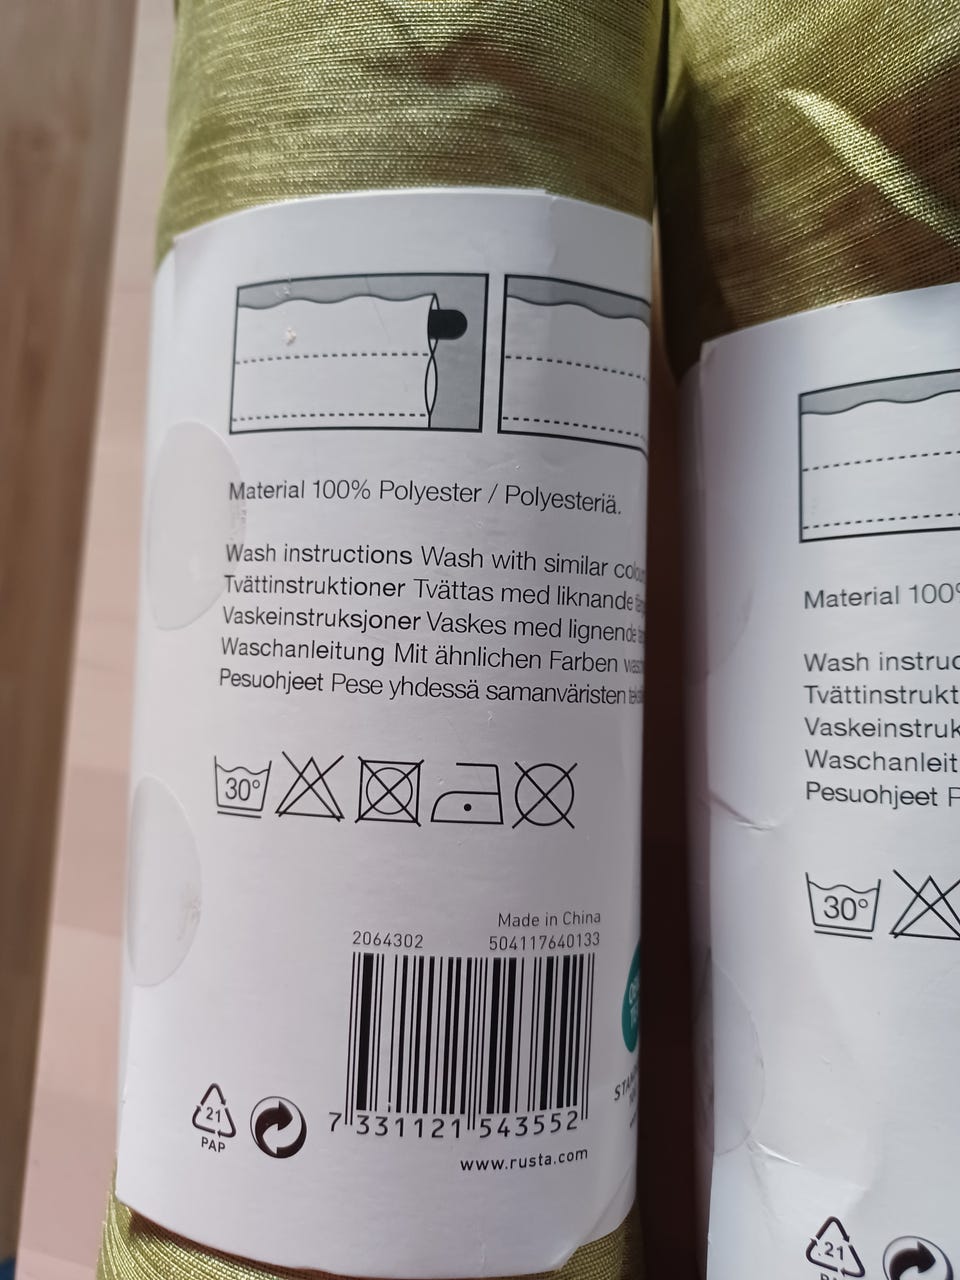 Material 100% Polyester / Polyesteriä.
Wash instructions Wash with similar
Tvättinstruktioner Tvättas med liknande
Vaskeinstruksjoner Vaskes med lignende
Waschanleitung Mit ähnlichen Farben
Pesuohjeet Pese yhdessä samanväristen
30°
Made in China
2064302 504117640133
7 331121 543552
21
PAP
www.rusta.com
Material 100%
Wash
Tvättinstrukt
Vaskeinstruk
Waschanleit
Pesuohjeet P
30°
21